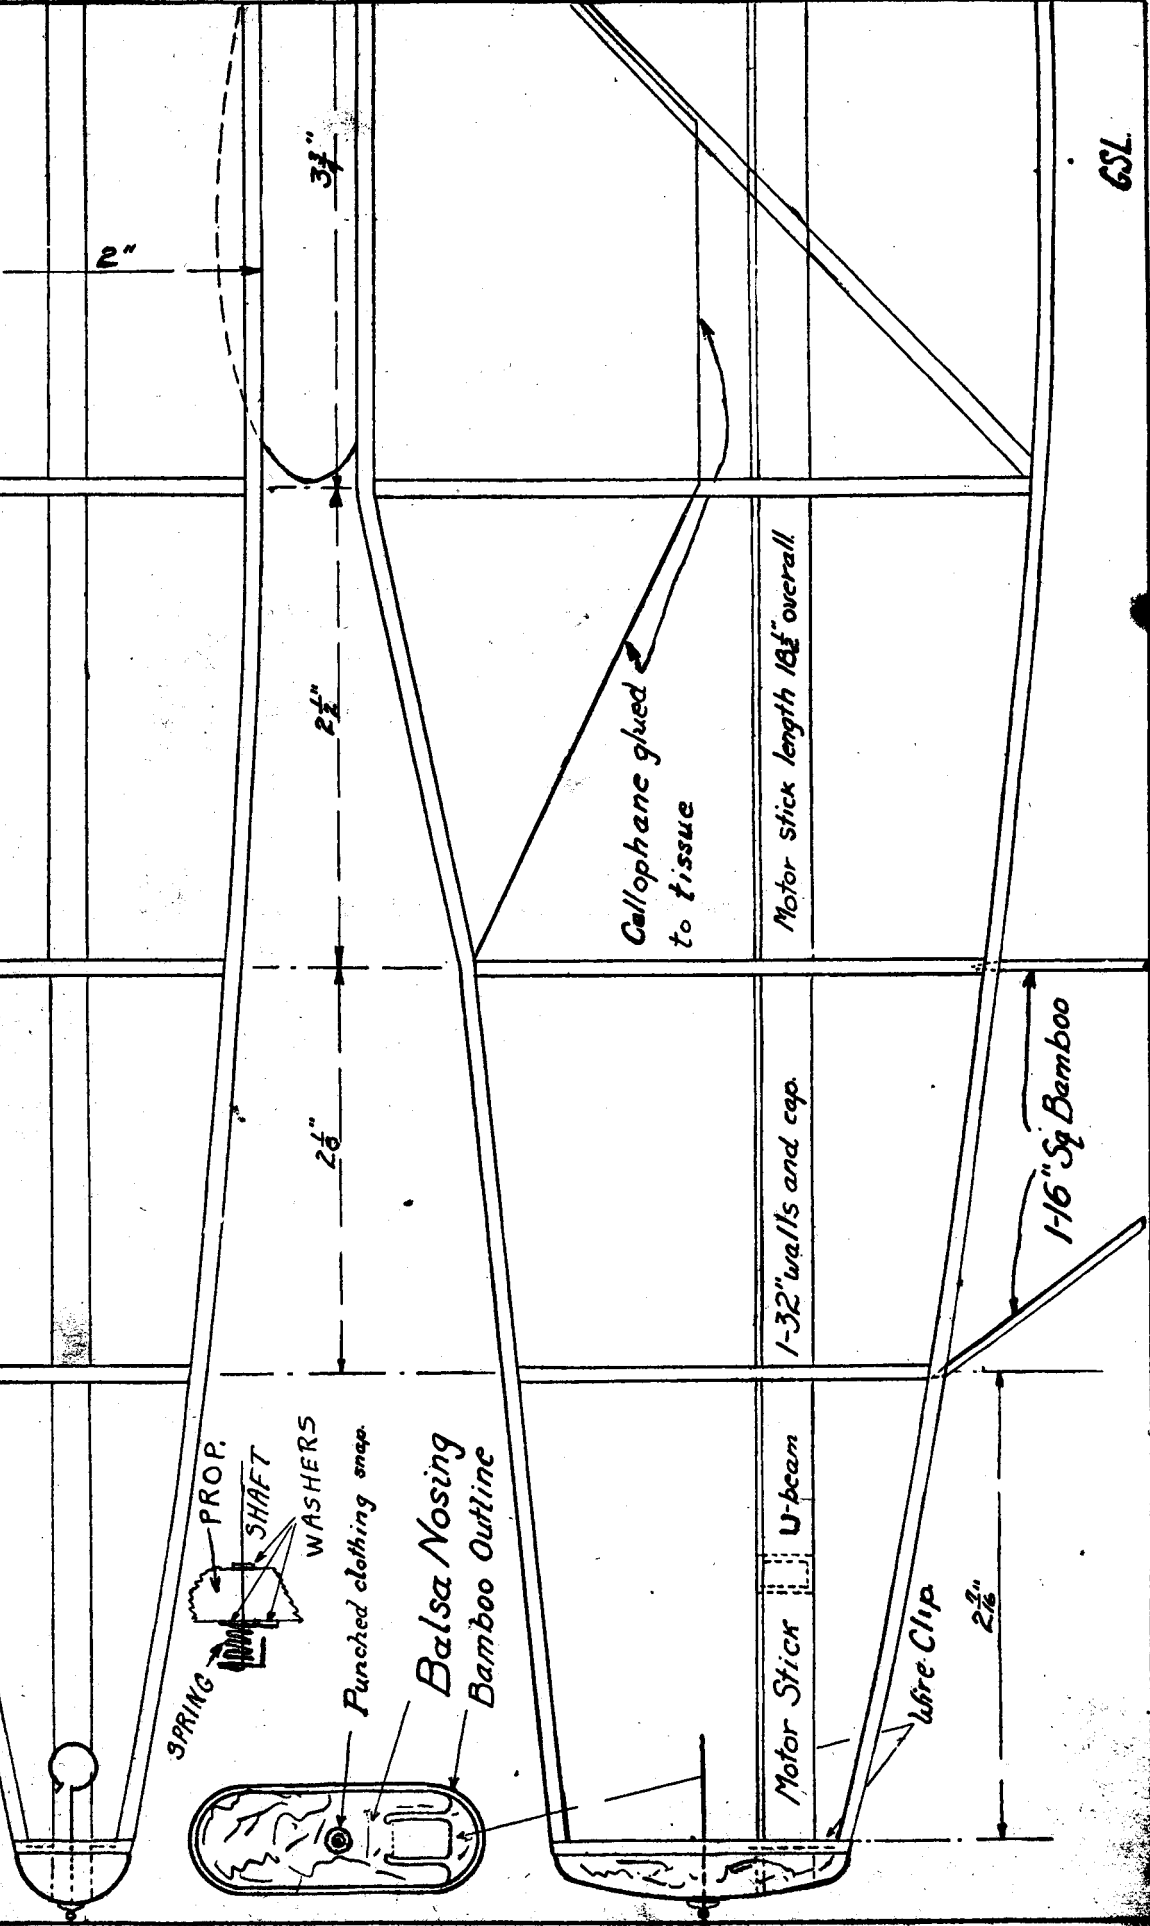 2"
3¾"
GSL.
2½"
Cellophane glued
to tissue
Motor stick length 18½" overall.
2⅛"
1-32" walls and cap.
1-16" Sq Bamboo
PROP.
SHAFT
WASHERS
SPRING
Punched clothing snap.
Balsa Nosing
Bamboo Outline
Motor Stick
U-beam
Wire Clip.